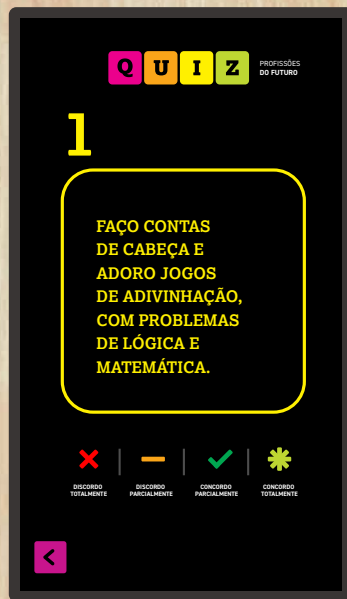 QUIZ
PROFISSÕES
DO FUTURO
1
FAÇO CONTAS
DE CABEÇA E
ADORO JOGOS
DE ADIVINHAÇÃO,
COM PROBLEMAS
DE LÓGICA E
MATEMÁTICA.
DISCORDO
TOTALMENTE
DISCORDO
PARCIALMENTE
CONCORDO
PARCIALMENTE
CONCORDO
TOTALMENTE